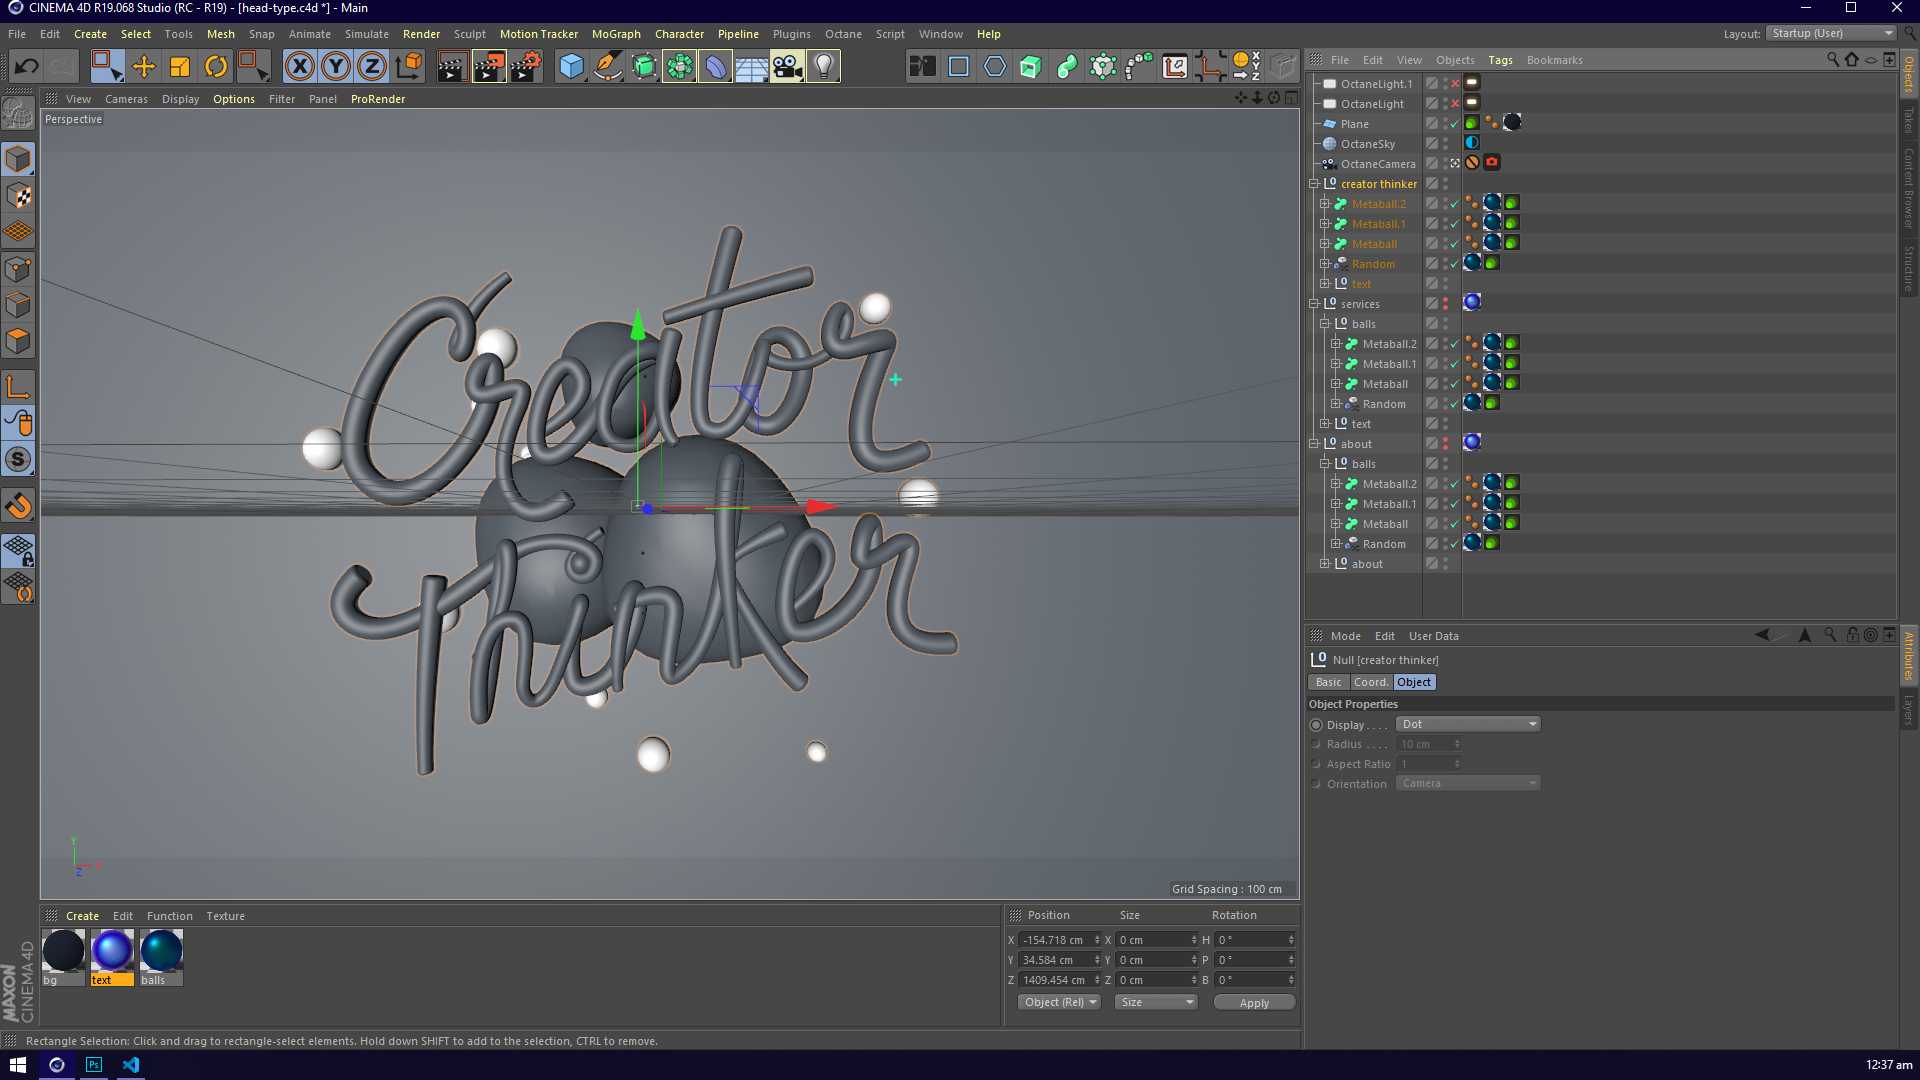 CINEMA 4D R19.068 Studio (RC - R19) - [head-type.c4d *] - Main
File Edit Create Select Tools Mesh Snap Animate Simulate Render Sculpt Motion Tracker MoGraph Character Pipeline Plugins Octane Script Window Help
Layout: Startup (User)
X Y Z
File Edit View Objects Tags Bookmarks
View Cameras Display Options Filter Panel ProRender
Perspective
Creator
Thinker
Y
X
Z
Grid Spacing : 100 cm
OctaneLight.1
OctaneLight
Plane
OctaneSky
OctaneCamera
creator thinker
Metaball.2
Metaball.1
Metaball
Random
text
services
balls
Metaball.2
Metaball.1
Metaball
Random
text
about
balls
Metaball.2
Metaball.1
Metaball
Random
about
Objects
Takes
Content Browser
Structure
Mode Edit User Data
Null [creator thinker]
Basic Coord. Object
Object Properties
Display . . . . Dot
Radius . . . . 10 cm
Aspect Ratio 1
Orientation Camera
Attributes
Layers
Create Edit Function Texture
bg text balls
Position Size Rotation
X -154.718 cm X 0 cm H 0 °
Y 34.584 cm Y 0 cm P 0 °
Z 1409.454 cm Z 0 cm B 0 °
Object (Rel) Size Apply
MAXON
CINEMA 4D
Rectangle Selection: Click and drag to rectangle-select elements. Hold down SHIFT to add to the selection, CTRL to remove.
Ps
12:37 am